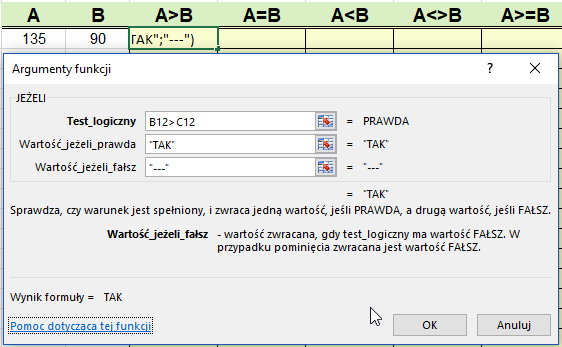 A B A>B A=B A<B A<>B A>=B
135 90 TAK";"---")
Argumenty funkcji ? ×
JEŻELI
Test_logiczny B12>C12 = PRAWDA
Wartość_jeżeli_prawda "TAK" = "TAK"
Wartość_jeżeli_fałsz "---" = "---"
= "TAK"
Sprawdza, czy warunek jest spełniony, i zwraca jedną wartość, jeśli PRAWDA, a drugą wartość, jeśli FAŁSZ.
Wartość_jeżeli_fałsz - wartość zwracana, gdy test_logiczny ma wartość FAŁSZ. W
przypadku pominięcia zwracana jest wartość FAŁSZ.
Wynik formuły = TAK
Pomoc dotycząca tej funkcji OK Anuluj